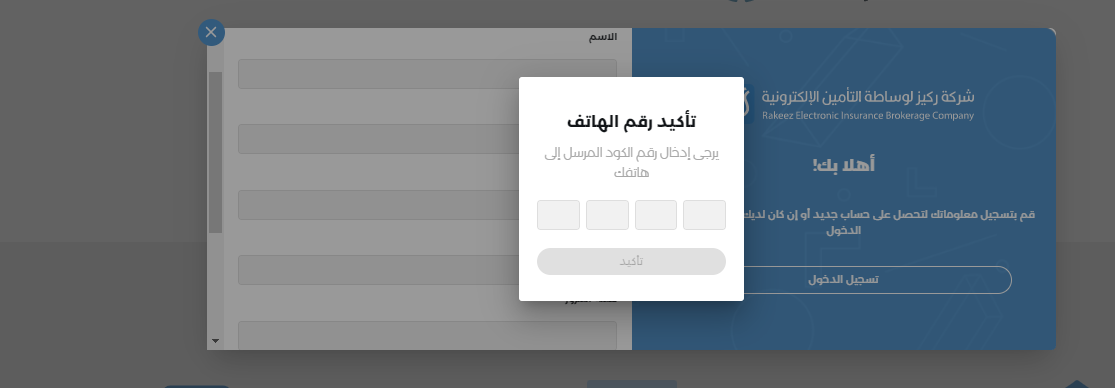 الاسم
شركة ركيز لوساطة التأمين الإلكترونية
Rakeez Electronic Insurance Brokerage Company
أهلا بك!
قم بتسجيل معلوماتك لتحصل على حساب جديد أو إن كان لديك
الدخول
تسجيل الدخول
تأكيد رقم الهاتف
يرجى إدخال رقم الكود المرسل إلى
هاتفك
تأكيد